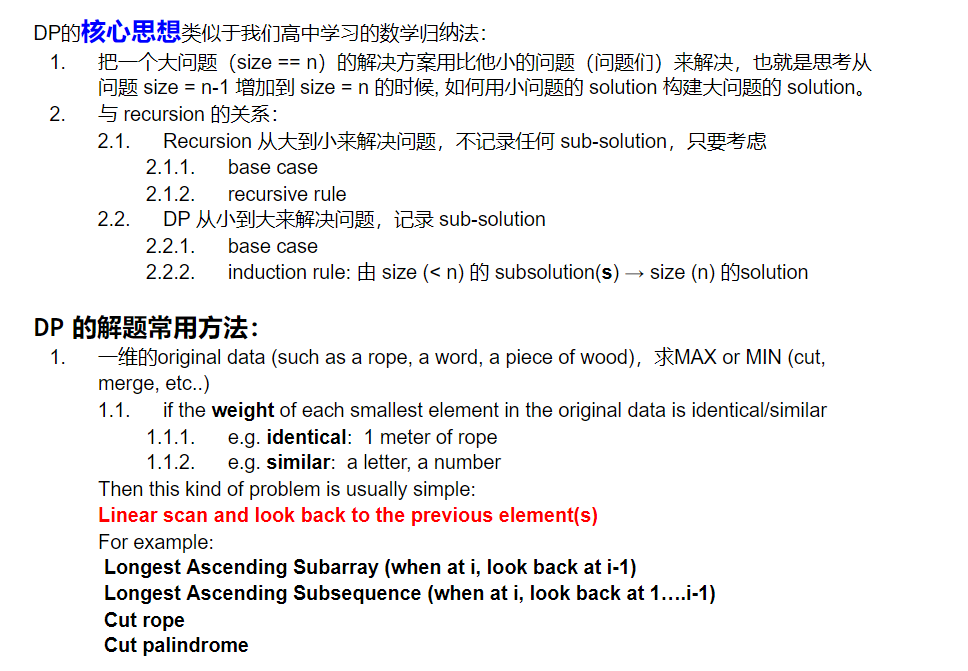 DP的核心思想类似于我们高中学习的数学归纳法：
1. 把一个大问题（size == n）的解决方案用比他小的问题（问题们）来解决，也就是思考从
问题 size = n-1 增加到 size = n 的时候, 如何用小问题的 solution 构建大问题的 solution。
2. 与 recursion 的关系：
2.1. Recursion 从大到小来解决问题，不记录任何 sub-solution，只要考虑
2.1.1. base case
2.1.2. recursive rule
2.2. DP 从小到大来解决问题，记录 sub-solution
2.2.1. base case
2.2.2. induction rule: 由 size (< n) 的 subsolution(s) → size (n) 的solution
DP 的解题常用方法：
1. 一维的original data (such as a rope, a word, a piece of wood)，求MAX or MIN (cut,
merge, etc..)
1.1. if the weight of each smallest element in the original data is identical/similar
1.1.1. e.g. identical: 1 meter of rope
1.1.2. e.g. similar: a letter, a number
Then this kind of problem is usually simple:
Linear scan and look back to the previous element(s)
For example:
Longest Ascending Subarray (when at i, look back at i-1)
Longest Ascending Subsequence (when at i, look back at 1….i-1)
Cut rope
Cut palindrome